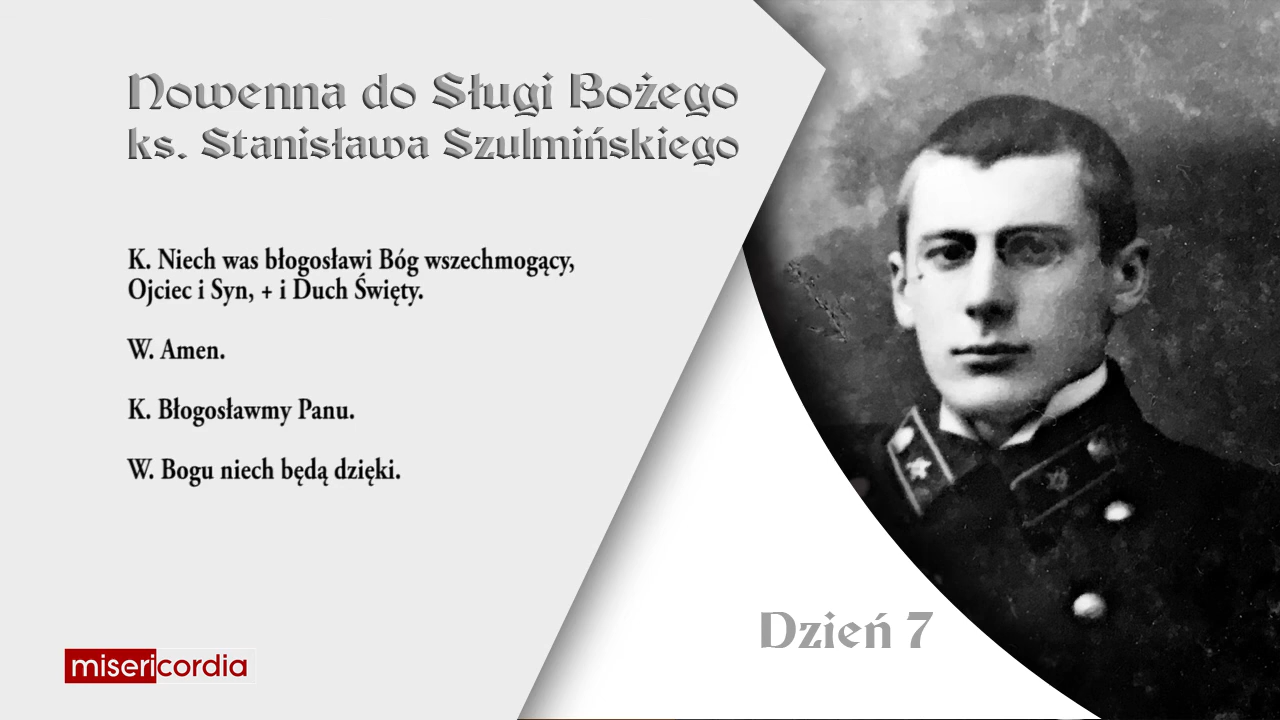 Nowenna do Sługi Bożego
ks. Stanisława Szulmińskiego
K. Niech was błogosławi Bóg wszechmogący,
Ojciec i Syn, + i Duch Święty.
W. Amen.
K. Błogosławmy Panu.
W. Bogu niech będą dzięki.
Dzień 7
misericordia